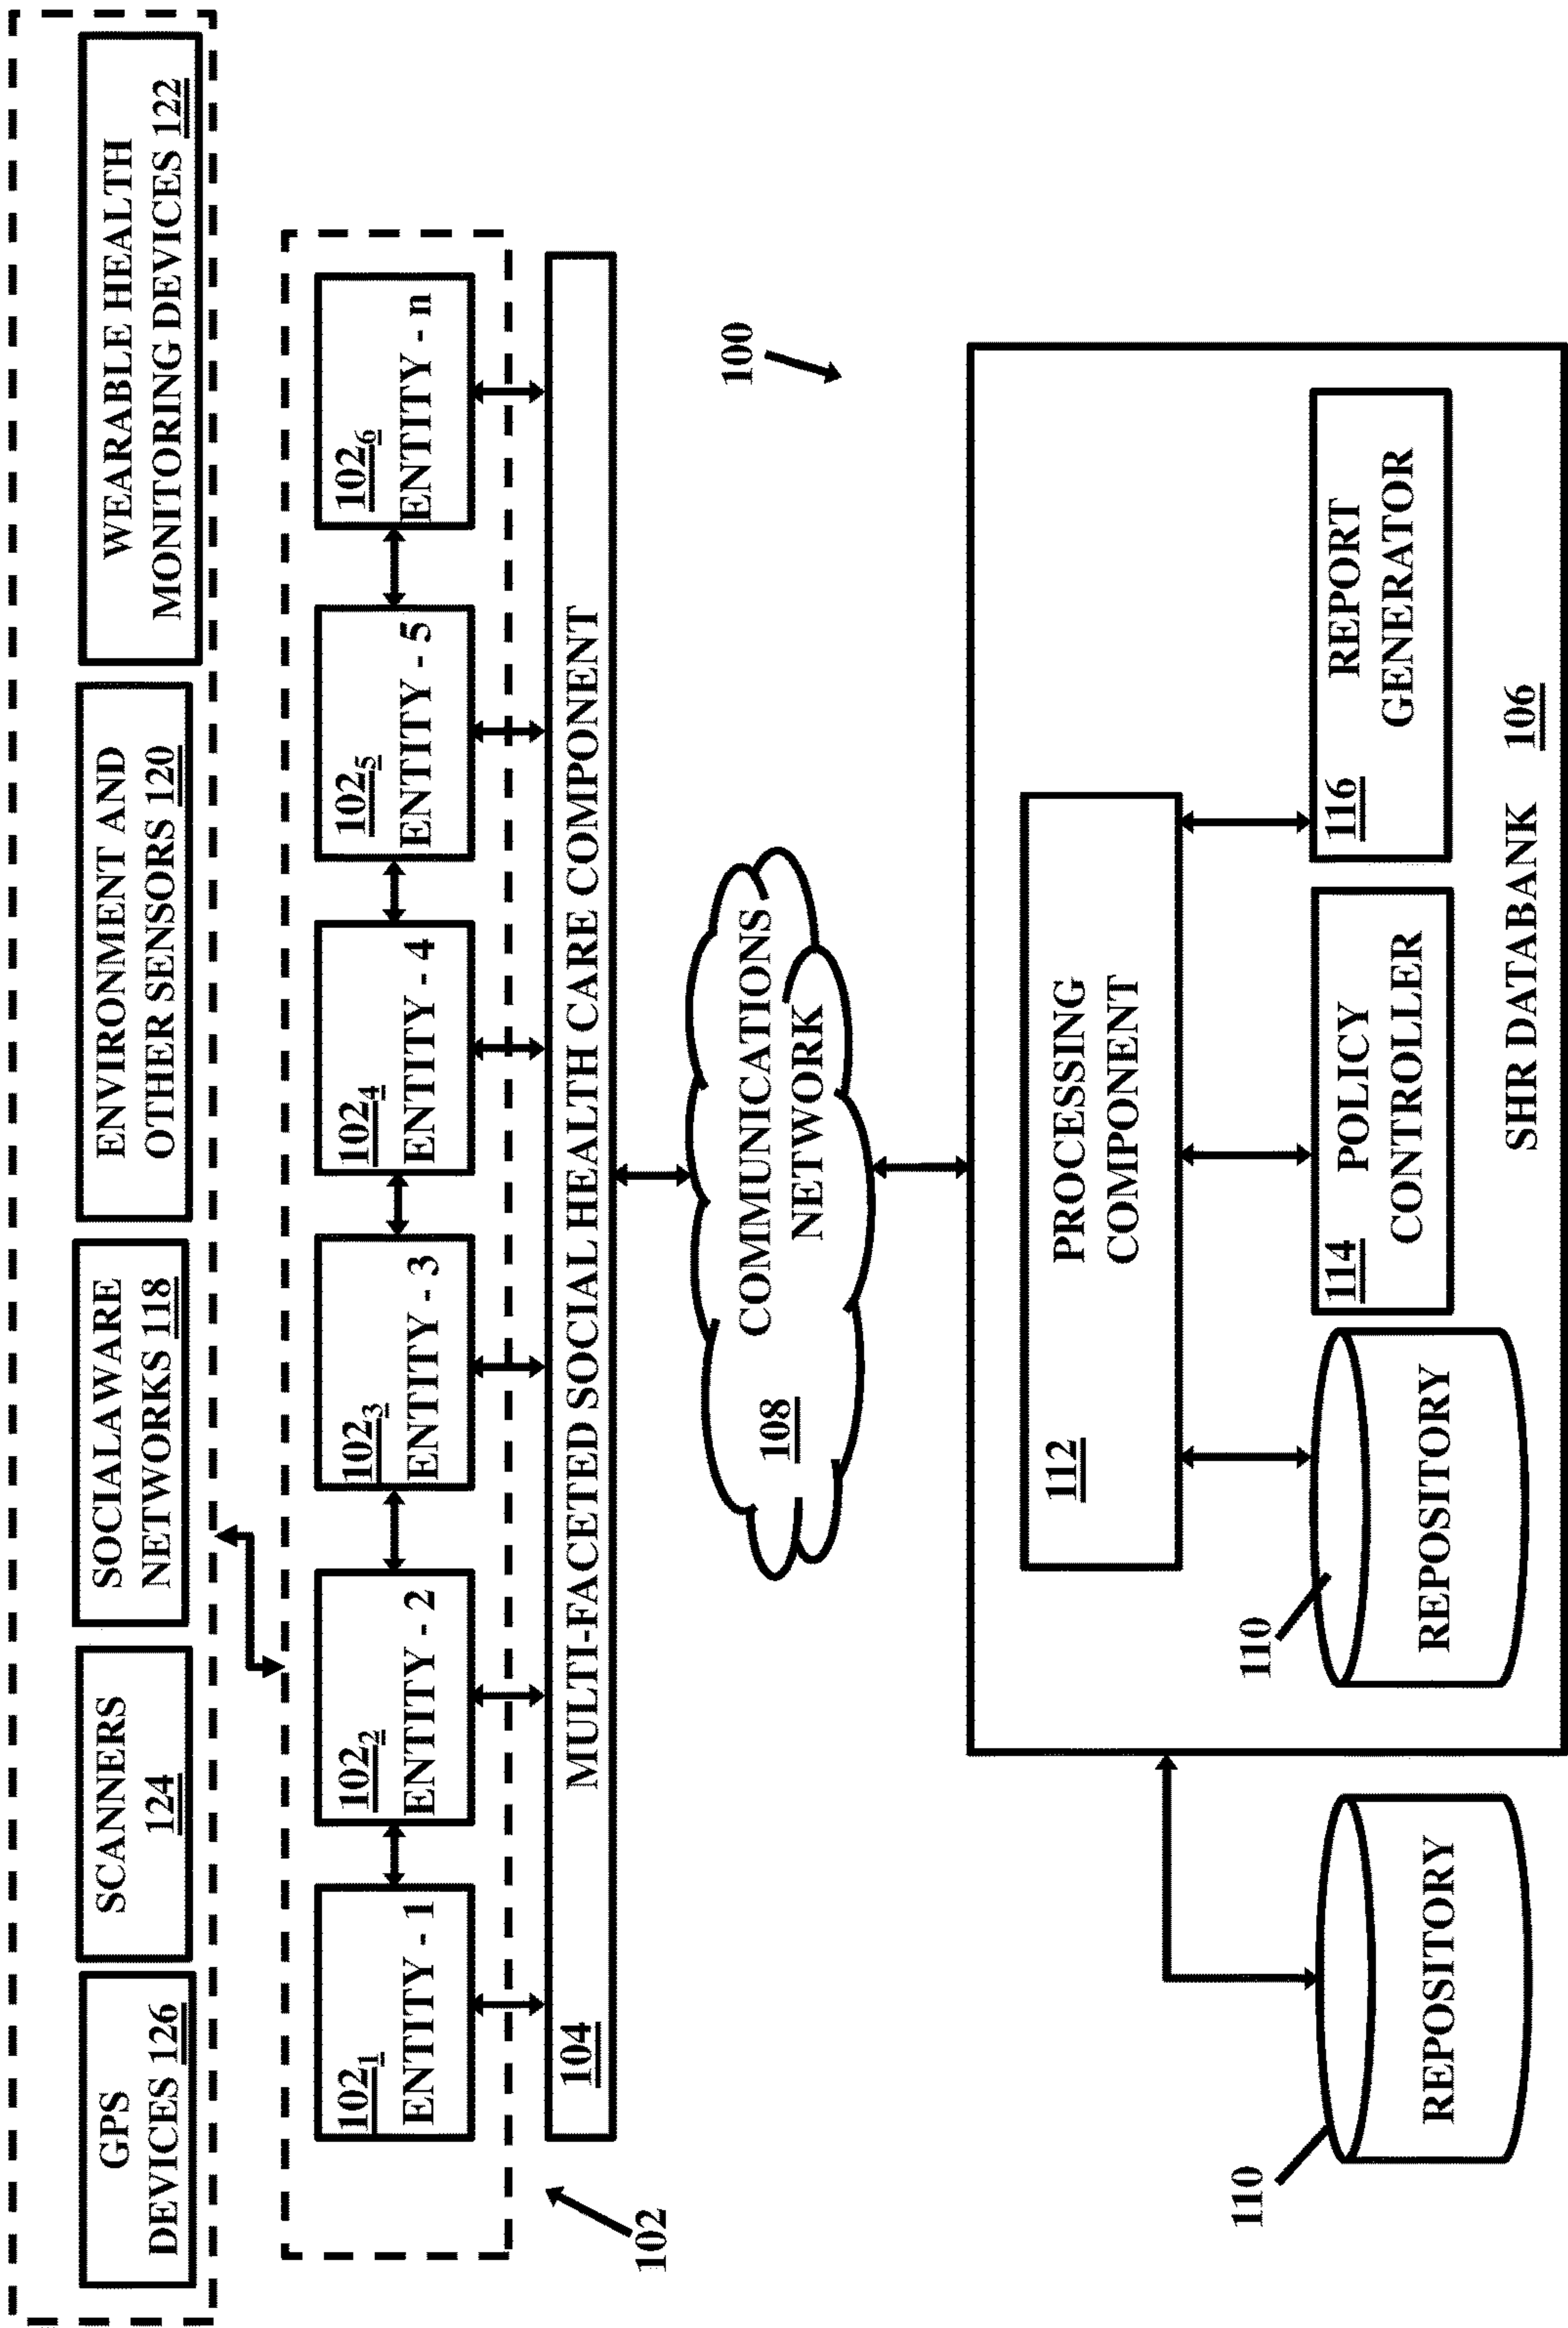 GPS
DEVICES 126
SCANNERS
124
SOCIALAWARE
NETWORKS 118
ENVIRONMENT AND
OTHER SENSORS 120
WEARABLE HEALTH
MONITORING DEVICES 122
102₁
ENTITY - 1
102₂
ENTITY - 2
102₃
ENTITY - 3
102₄
ENTITY - 4
102₅
ENTITY - 5
102₆
ENTITY - n
102
104 MULTI-FACETED SOCIAL HEALTH CARE COMPONENT
100
108
COMMUNICATIONS
NETWORK
112
PROCESSING
COMPONENT
110
REPOSITORY
110
REPOSITORY
114
POLICY
CONTROLLER
116
REPORT
GENERATOR
SHR DATABANK 106